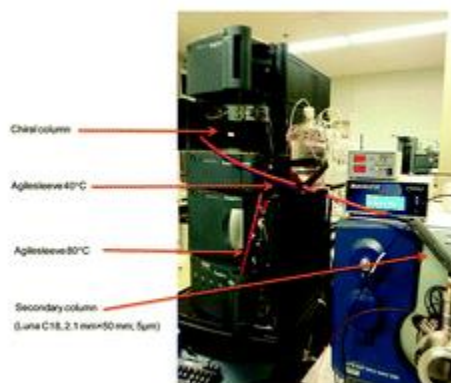 Chiral column
Agilesleeve 40°C
Agilesleeve 80°C
Secondary column
(Luna C18, 2.1 mm×50 mm, 5μm)